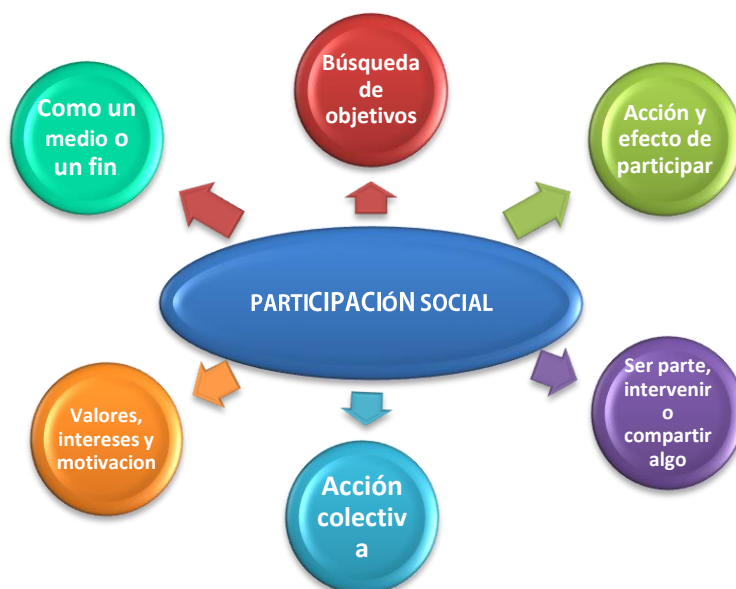 Búsqueda
de
objetivos
Como un
medio o
un fin
Acción y
efecto de
participar
PARTICIPACIÓN SOCIAL
Ser parte,
intervenir
o
compartir
algo
Valores,
intereses y
motivacion
Acción
colectiv
a